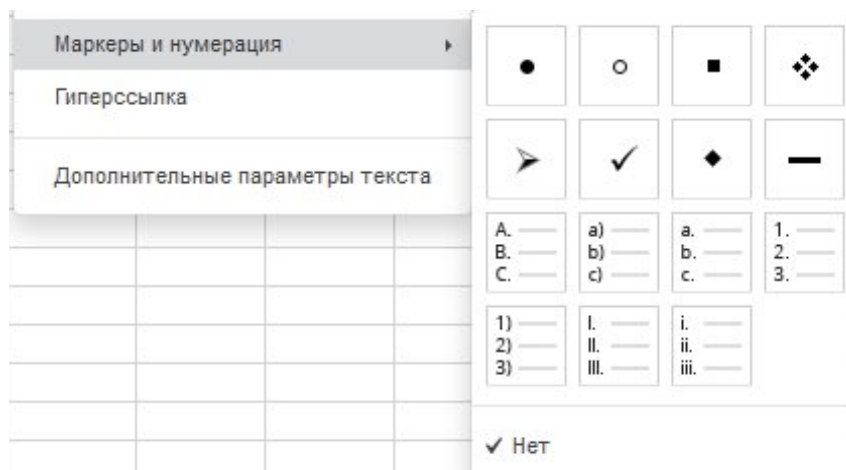 Маркеры и нумерация
Гиперссылка
Дополнительные параметры текста
A. a) a. 1.
B. b) b. 2.
C. c) c. 3.
1) I. i.
2) II. ii.
3) III. iii.
Нет